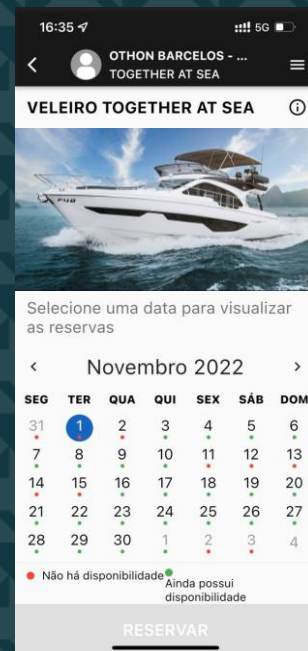 16:35 5G
OTHON BARCELOS - ...
TOGETHER AT SEA
VELEIRO TOGETHER AT SEA
Selecione uma data para visualizar
as reservas
Novembro 2022
SEG TER QUA QUI SEX SÁB DOM
31 1 2 3 4 5 6
7 8 9 10 11 12 13
14 15 16 17 18 19 20
21 22 23 24 25 26 27
28 29 30 1 2 3 4
Não há disponibilidade
Ainda possui
disponibilidade
RESERVAR